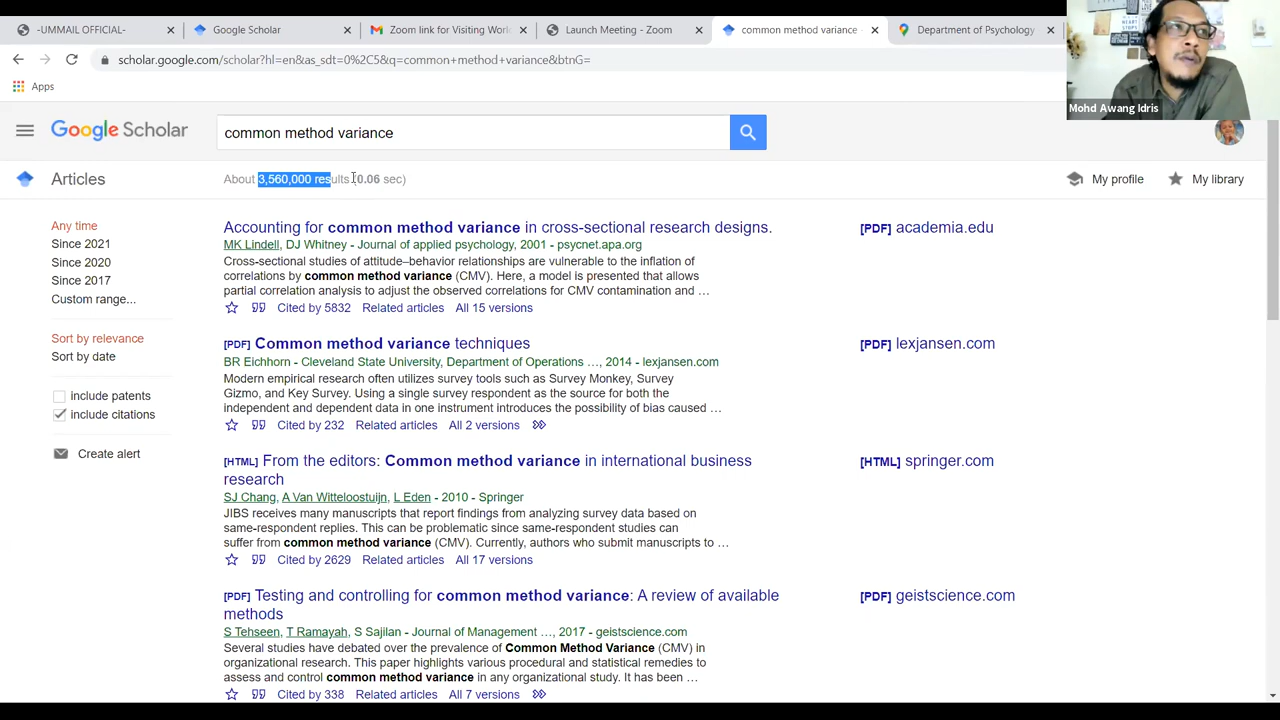 -UMMAIL OFFICIAL-
Google Scholar
Zoom link for Visiting Worl
Launch Meeting - Zoom
common method variance
Department of Psychology
scholar.google.com/scholar?hl=en&as_sdt=0%2C5&q=common+method+variance&btnG=
Apps
Mohd Awang Idris
Google Scholar
common method variance
Articles
About 3,560,000 results (0.06 sec)
My profile
My library
Any time
Since 2021
Since 2020
Since 2017
Custom range...
Sort by relevance
Sort by date
include patents
include citations
Create alert
Accounting for common method variance in cross-sectional research designs.
[PDF] academia.edu
MK Lindell, DJ Whitney - Journal of applied psychology, 2001 - psycnet.apa.org
Cross-sectional studies of attitude–behavior relationships are vulnerable to the inflation of
correlations by common method variance (CMV). Here, a model is presented that allows
partial correlation analysis to adjust the observed correlations for CMV contamination and …
Cited by 5832 Related articles All 15 versions
[PDF] Common method variance techniques
[PDF] lexjansen.com
BR Eichhorn - Cleveland State University, Department of Operations …, 2014 - lexjansen.com
Modern empirical research often utilizes survey tools such as Survey Monkey, Survey
Gizmo, and Key Survey. Using a single survey respondent as the source for both the
independent and dependent data in one instrument introduces the possibility of bias caused …
Cited by 232 Related articles All 2 versions
[HTML] From the editors: Common method variance in international business
research
[HTML] springer.com
SJ Chang, A Van Witteloostuijn, L Eden - 2010 - Springer
JIBS receives many manuscripts that report findings from analyzing survey data based on
same-respondent replies. This can be problematic since same-respondent studies can
suffer from common method variance (CMV). Currently, authors who submit manuscripts to …
Cited by 2629 Related articles All 17 versions
[PDF] Testing and controlling for common method variance: A review of available
methods
[PDF] geistscience.com
S Tehseen, T Ramayah, S Sajilan - Journal of Management …, 2017 - geistscience.com
Several studies have debated over the prevalence of Common Method Variance (CMV) in
organizational research. This paper highlights various procedural and statistical remedies to
assess and control common method variance in any organizational study. It has been …
Cited by 338 Related articles All 7 versions